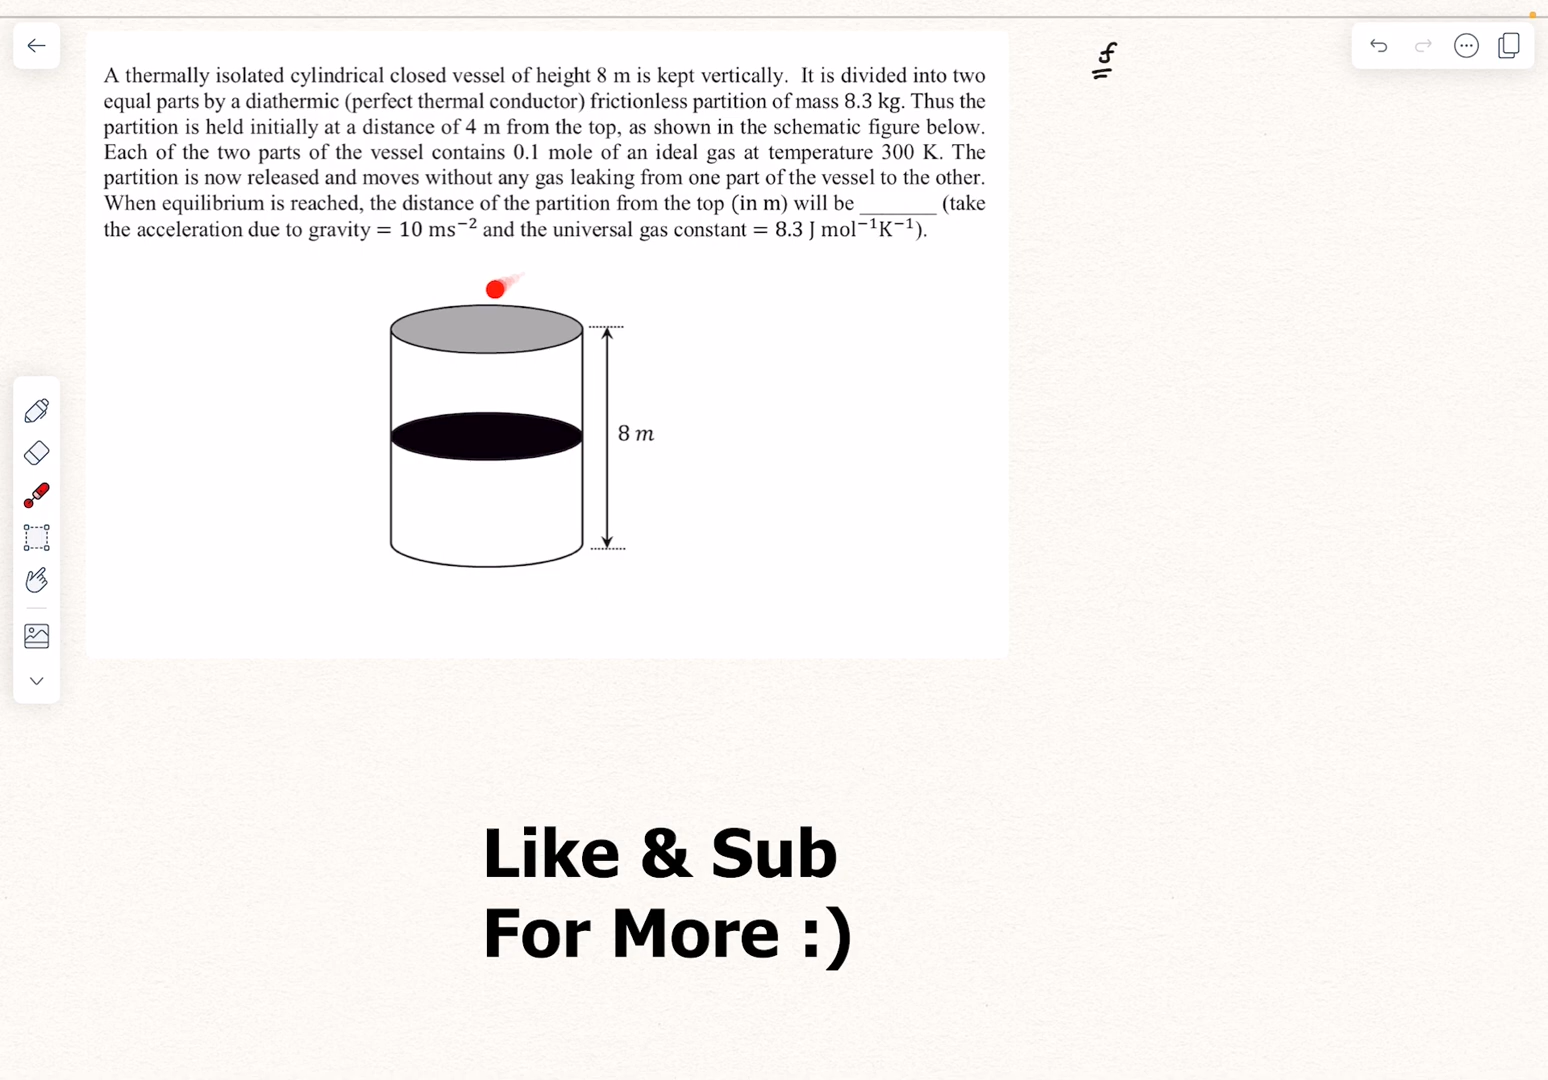 f
A thermally isolated cylindrical closed vessel of height 8 m is kept vertically. It is divided into two
equal parts by a diathermic (perfect thermal conductor) frictionless partition of mass 8.3 kg. Thus the
partition is held initially at a distance of 4 m from the top, as shown in the schematic figure below.
Each of the two parts of the vessel contains 0.1 mole of an ideal gas at temperature 300 K. The
partition is now released and moves without any gas leaking from one part of the vessel to the other.
When equilibrium is reached, the distance of the partition from the top (in m) will be _______ (take
the acceleration due to gravity = 10 ms⁻² and the universal gas constant = 8.3 J mol⁻¹K⁻¹).
8 m
Like & Sub
For More :)